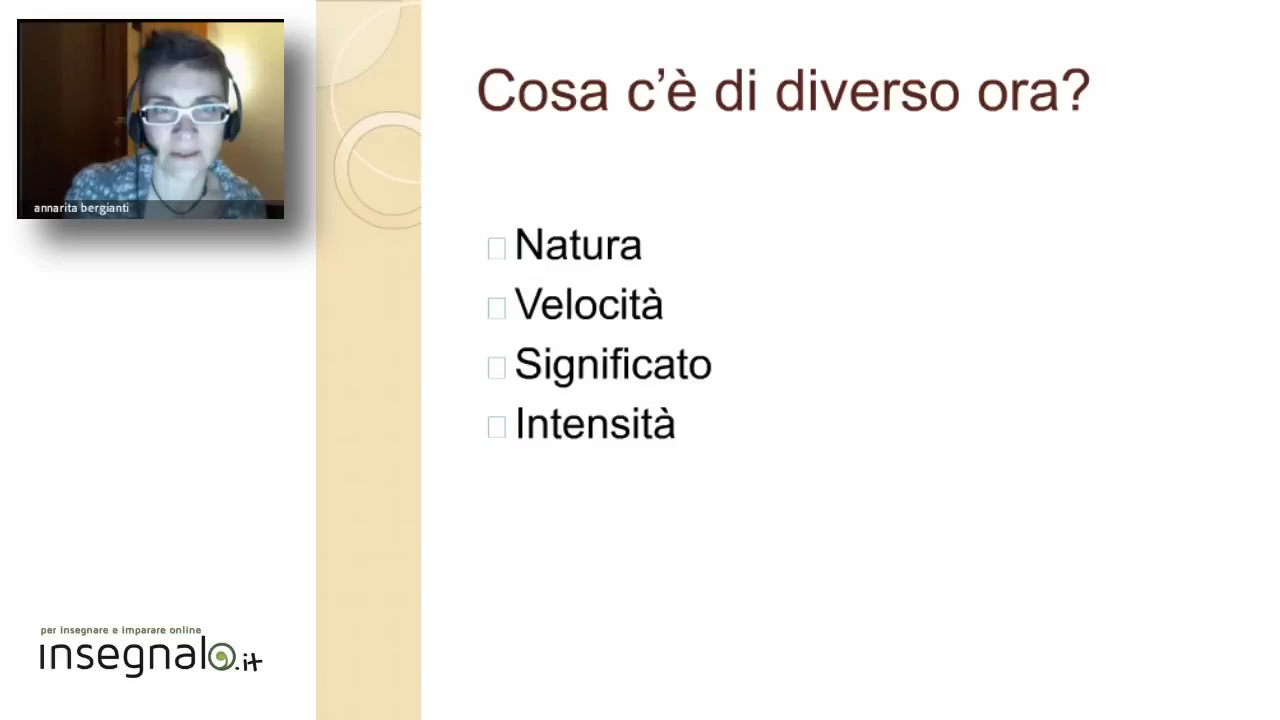 annarita bergianti
Cosa c’è di diverso ora?
Natura
Velocità
Significato
Intensità
per insegnare e imparare online
insegnalo.it